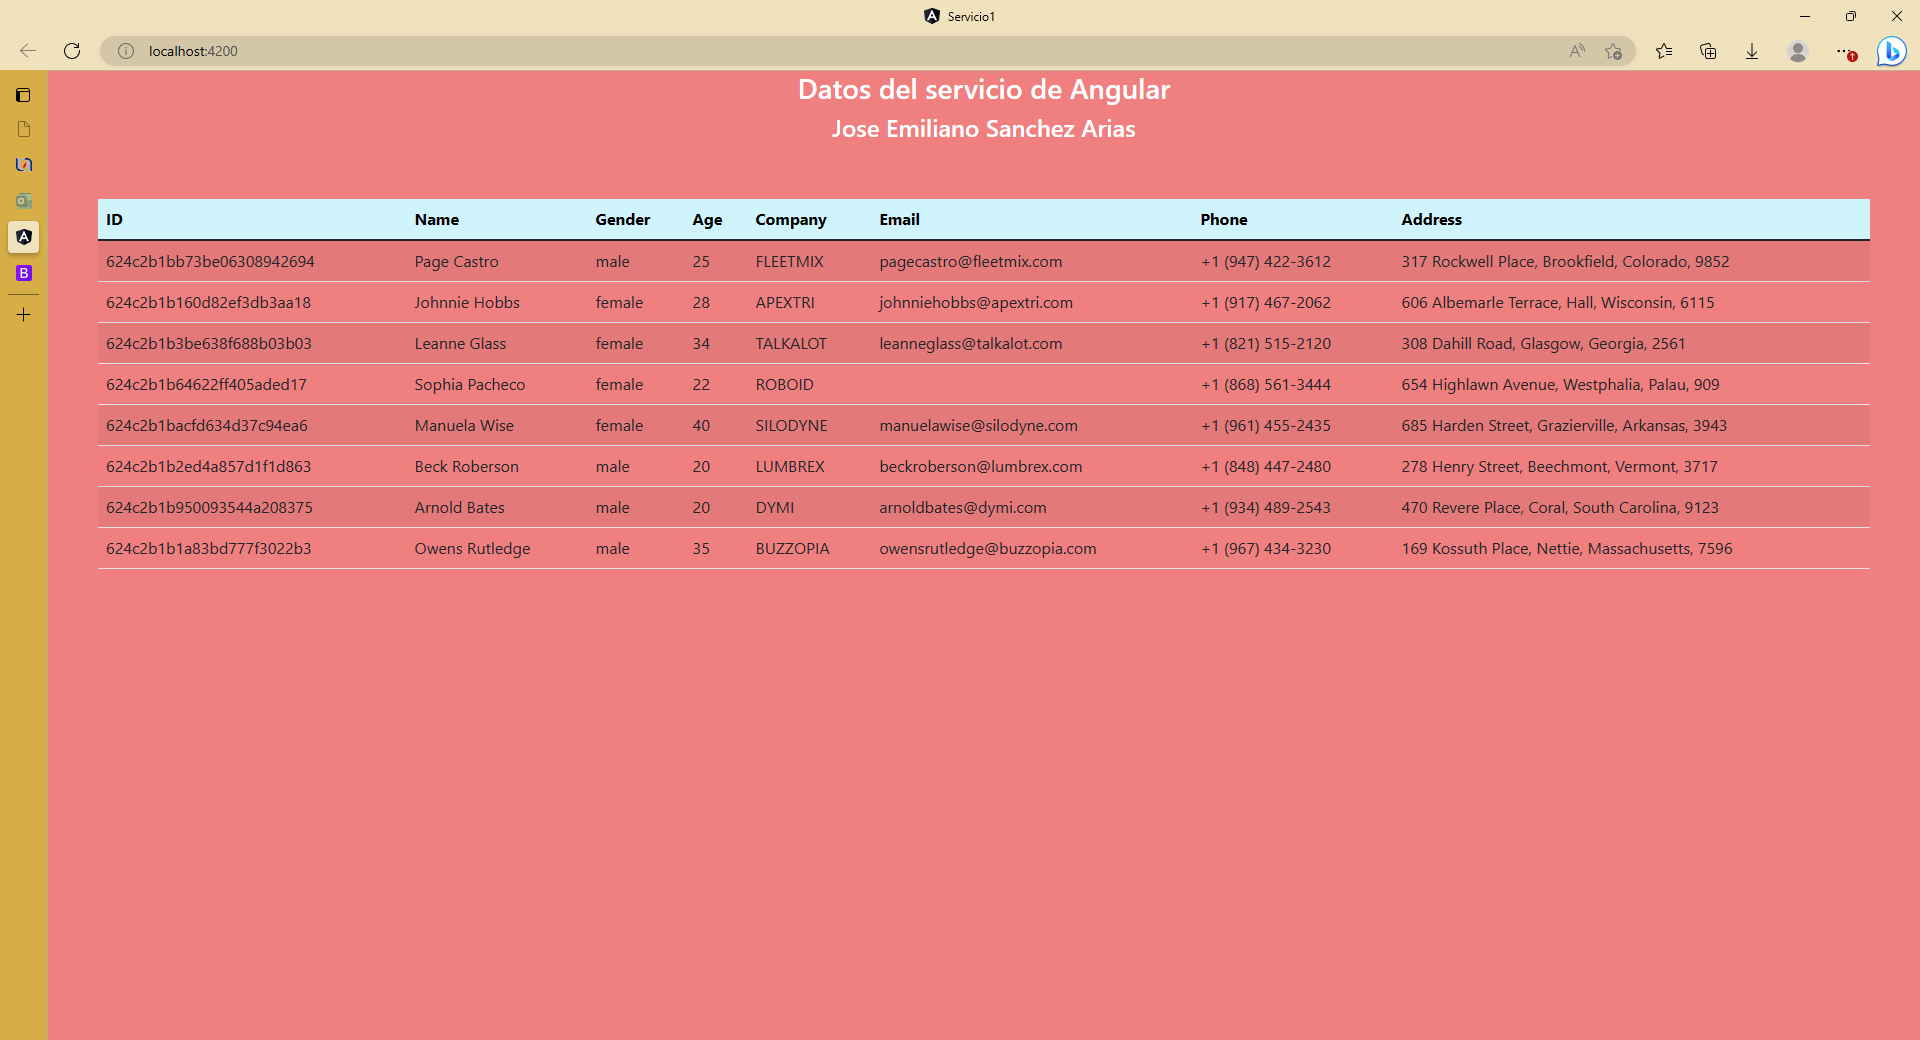 Servicio1
localhost:4200
Datos del servicio de Angular
Jose Emiliano Sanchez Arias
ID Name Gender Age Company Email Phone Address
624c2b1bb73be06308942694 Page Castro male 25 FLEETMIX pagecastro@fleetmix.com +1 (947) 422-3612 317 Rockwell Place, Brookfield, Colorado, 9852
624c2b1b160d82ef3db3aa18 Johnnie Hobbs female 28 APEXTRI johnniehobbs@apextri.com +1 (917) 467-2062 606 Albemarle Terrace, Hall, Wisconsin, 6115
624c2b1b3be638f688b03b03 Leanne Glass female 34 TALKALOT leanneglass@talkalot.com +1 (821) 515-2120 308 Dahill Road, Glasgow, Georgia, 2561
624c2b1b64622ff405aded17 Sophia Pacheco female 22 ROBOID +1 (868) 561-3444 654 Highlawn Avenue, Westphalia, Palau, 909
624c2b1bacfd634d37c94ea6 Manuela Wise female 40 SILODYNE manuelawise@silodyne.com +1 (961) 455-2435 685 Harden Street, Grazierville, Arkansas, 3943
624c2b1b2ed4a857d1f1d863 Beck Roberson male 20 LUMBREX beckroberson@lumbrex.com +1 (848) 447-2480 278 Henry Street, Beechmont, Vermont, 3717
624c2b1b950093544a208375 Arnold Bates male 20 DYMI arnoldbates@dymi.com +1 (934) 489-2543 470 Revere Place, Coral, South Carolina, 9123
624c2b1b1a83bd777f3022b3 Owens Rutledge male 35 BUZZOPIA owensrutledge@buzzopia.com +1 (967) 434-3230 169 Kossuth Place, Nettie, Massachusetts, 7596